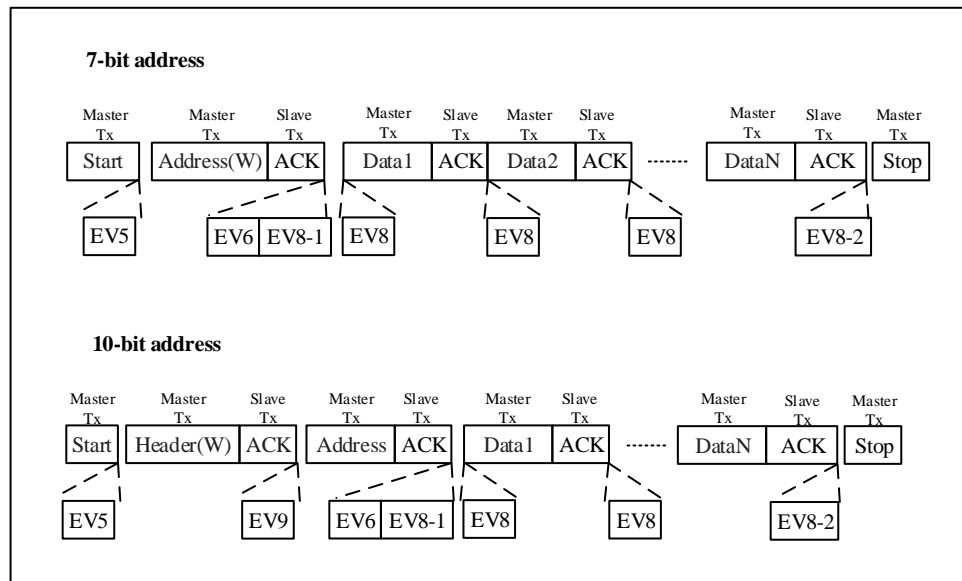 7-bit address
Master Tx Master Tx Slave Tx Master Tx Slave Tx Master Tx Slave Tx Master Tx Slave Tx Master Tx
Start Address(W) ACK Data1 ACK Data2 ACK DataN ACK Stop
EV5 EV6 EV8-1 EV8 EV8 EV8 EV8-2
10-bit address
Master Tx Master Tx Slave Tx Master Tx Slave Tx Master Tx Slave Tx Master Tx Slave Tx Master Tx
Start Header(W) ACK Address ACK Data1 ACK DataN ACK Stop
EV5 EV9 EV6 EV8-1 EV8 EV8 EV8-2